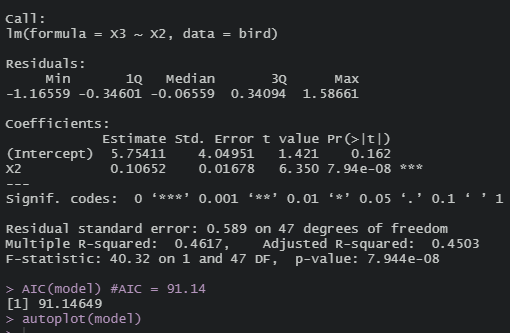 Call:
lm(formula = X3 ~ X2, data = bird)
Residuals:
Min 1Q Median 3Q Max
-1.16559 -0.34601 -0.06559 0.34094 1.58661
Coefficients:
Estimate Std. Error t value Pr(>|t|)
(Intercept) 5.75411 4.04951 1.421 0.162
X2 0.10652 0.01678 6.350 7.94e-08 ***
---
Signif. codes: 0 ‘***’ 0.001 ‘**’ 0.01 ‘*’ 0.05 ‘.’ 0.1 ‘ ’ 1
Residual standard error: 0.589 on 47 degrees of freedom
Multiple R-squared: 0.4617, Adjusted R-squared: 0.4503
F-statistic: 40.32 on 1 and 47 DF, p-value: 7.944e-08
> AIC(model) #AIC = 91.14
[1] 91.14649
> autoplot(model)